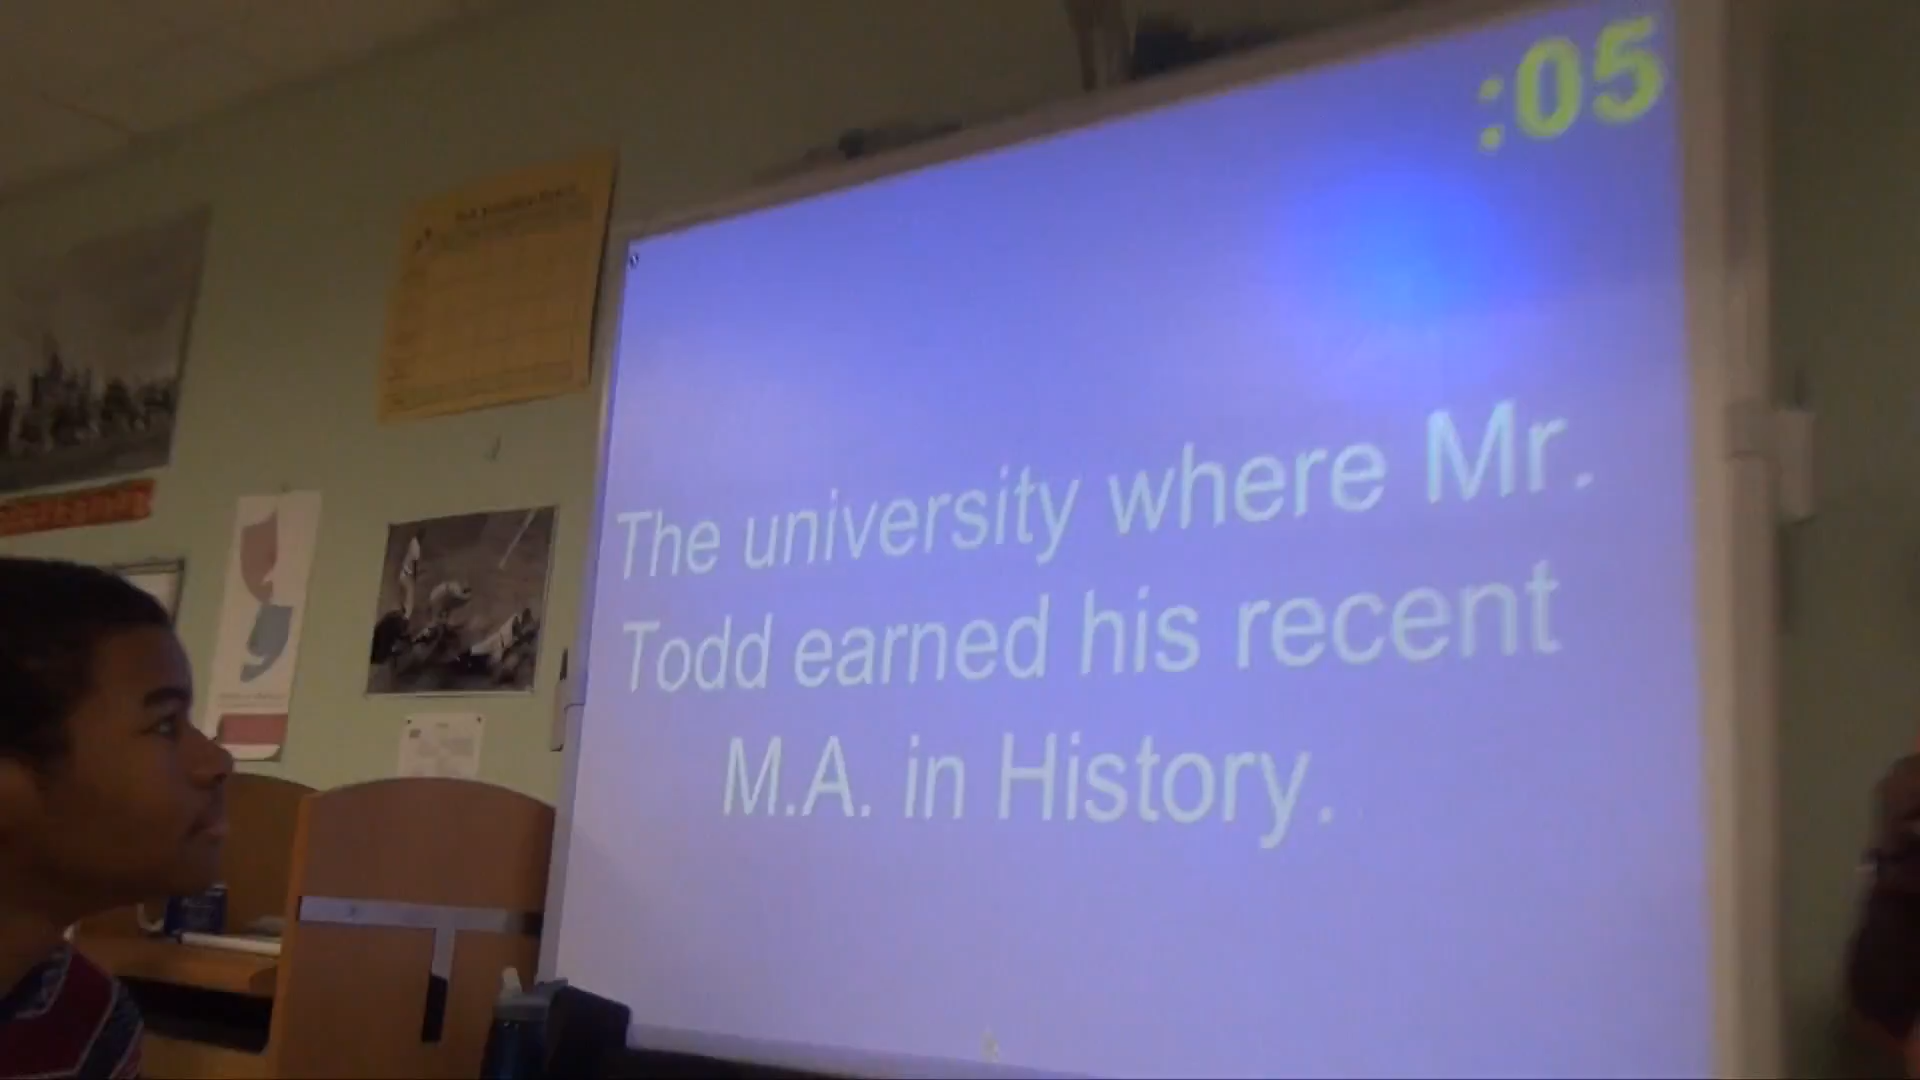 :05
The university where Mr.
Todd earned his recent
M.A. in History.